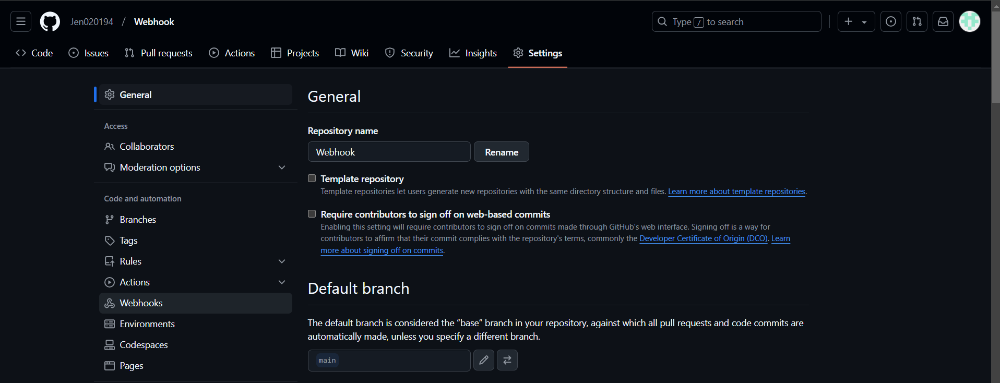 Jen020194 / Webhook
Type / to search
Code Issues Pull requests Actions Projects Wiki Security Insights Settings
General
Access
Collaborators
Moderation options
Code and automation
Branches
Tags
Rules
Actions
Webhooks
Environments
Codespaces
Pages
General
Repository name
Webhook Rename
Template repository
Template repositories let users generate new repositories with the same directory structure and files. Learn more about template repositories.
Require contributors to sign off on web-based commits
Enabling this setting will require contributors to sign off on commits made through GitHub’s web interface. Signing off is a way for
contributors to affirm that their commit complies with the repository's terms, commonly the Developer Certificate of Origin (DCO). Learn
more about signing off on commits.
Default branch
The default branch is considered the “base” branch in your repository, against which all pull requests and code commits are
automatically made, unless you specify a different branch.
main